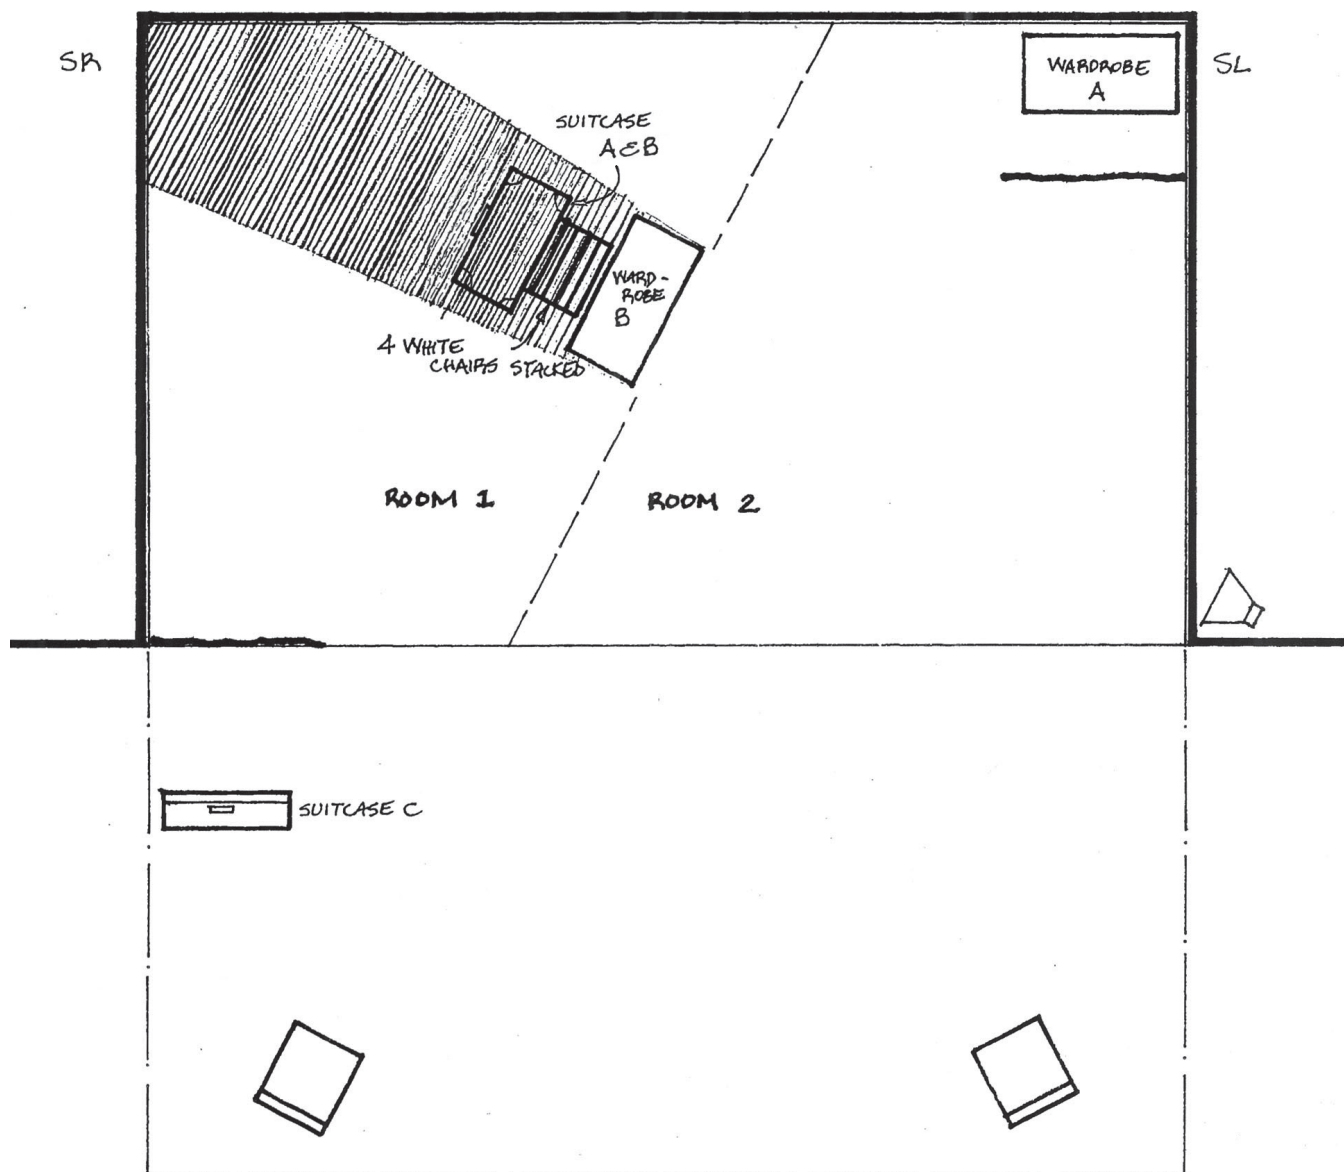 SR
SL
WARDROBE
A
SUITCASE
A & B
WARD-
ROBE
B
4 WHITE
CHAIRS STACKED
ROOM 1
ROOM 2
SUITCASE C